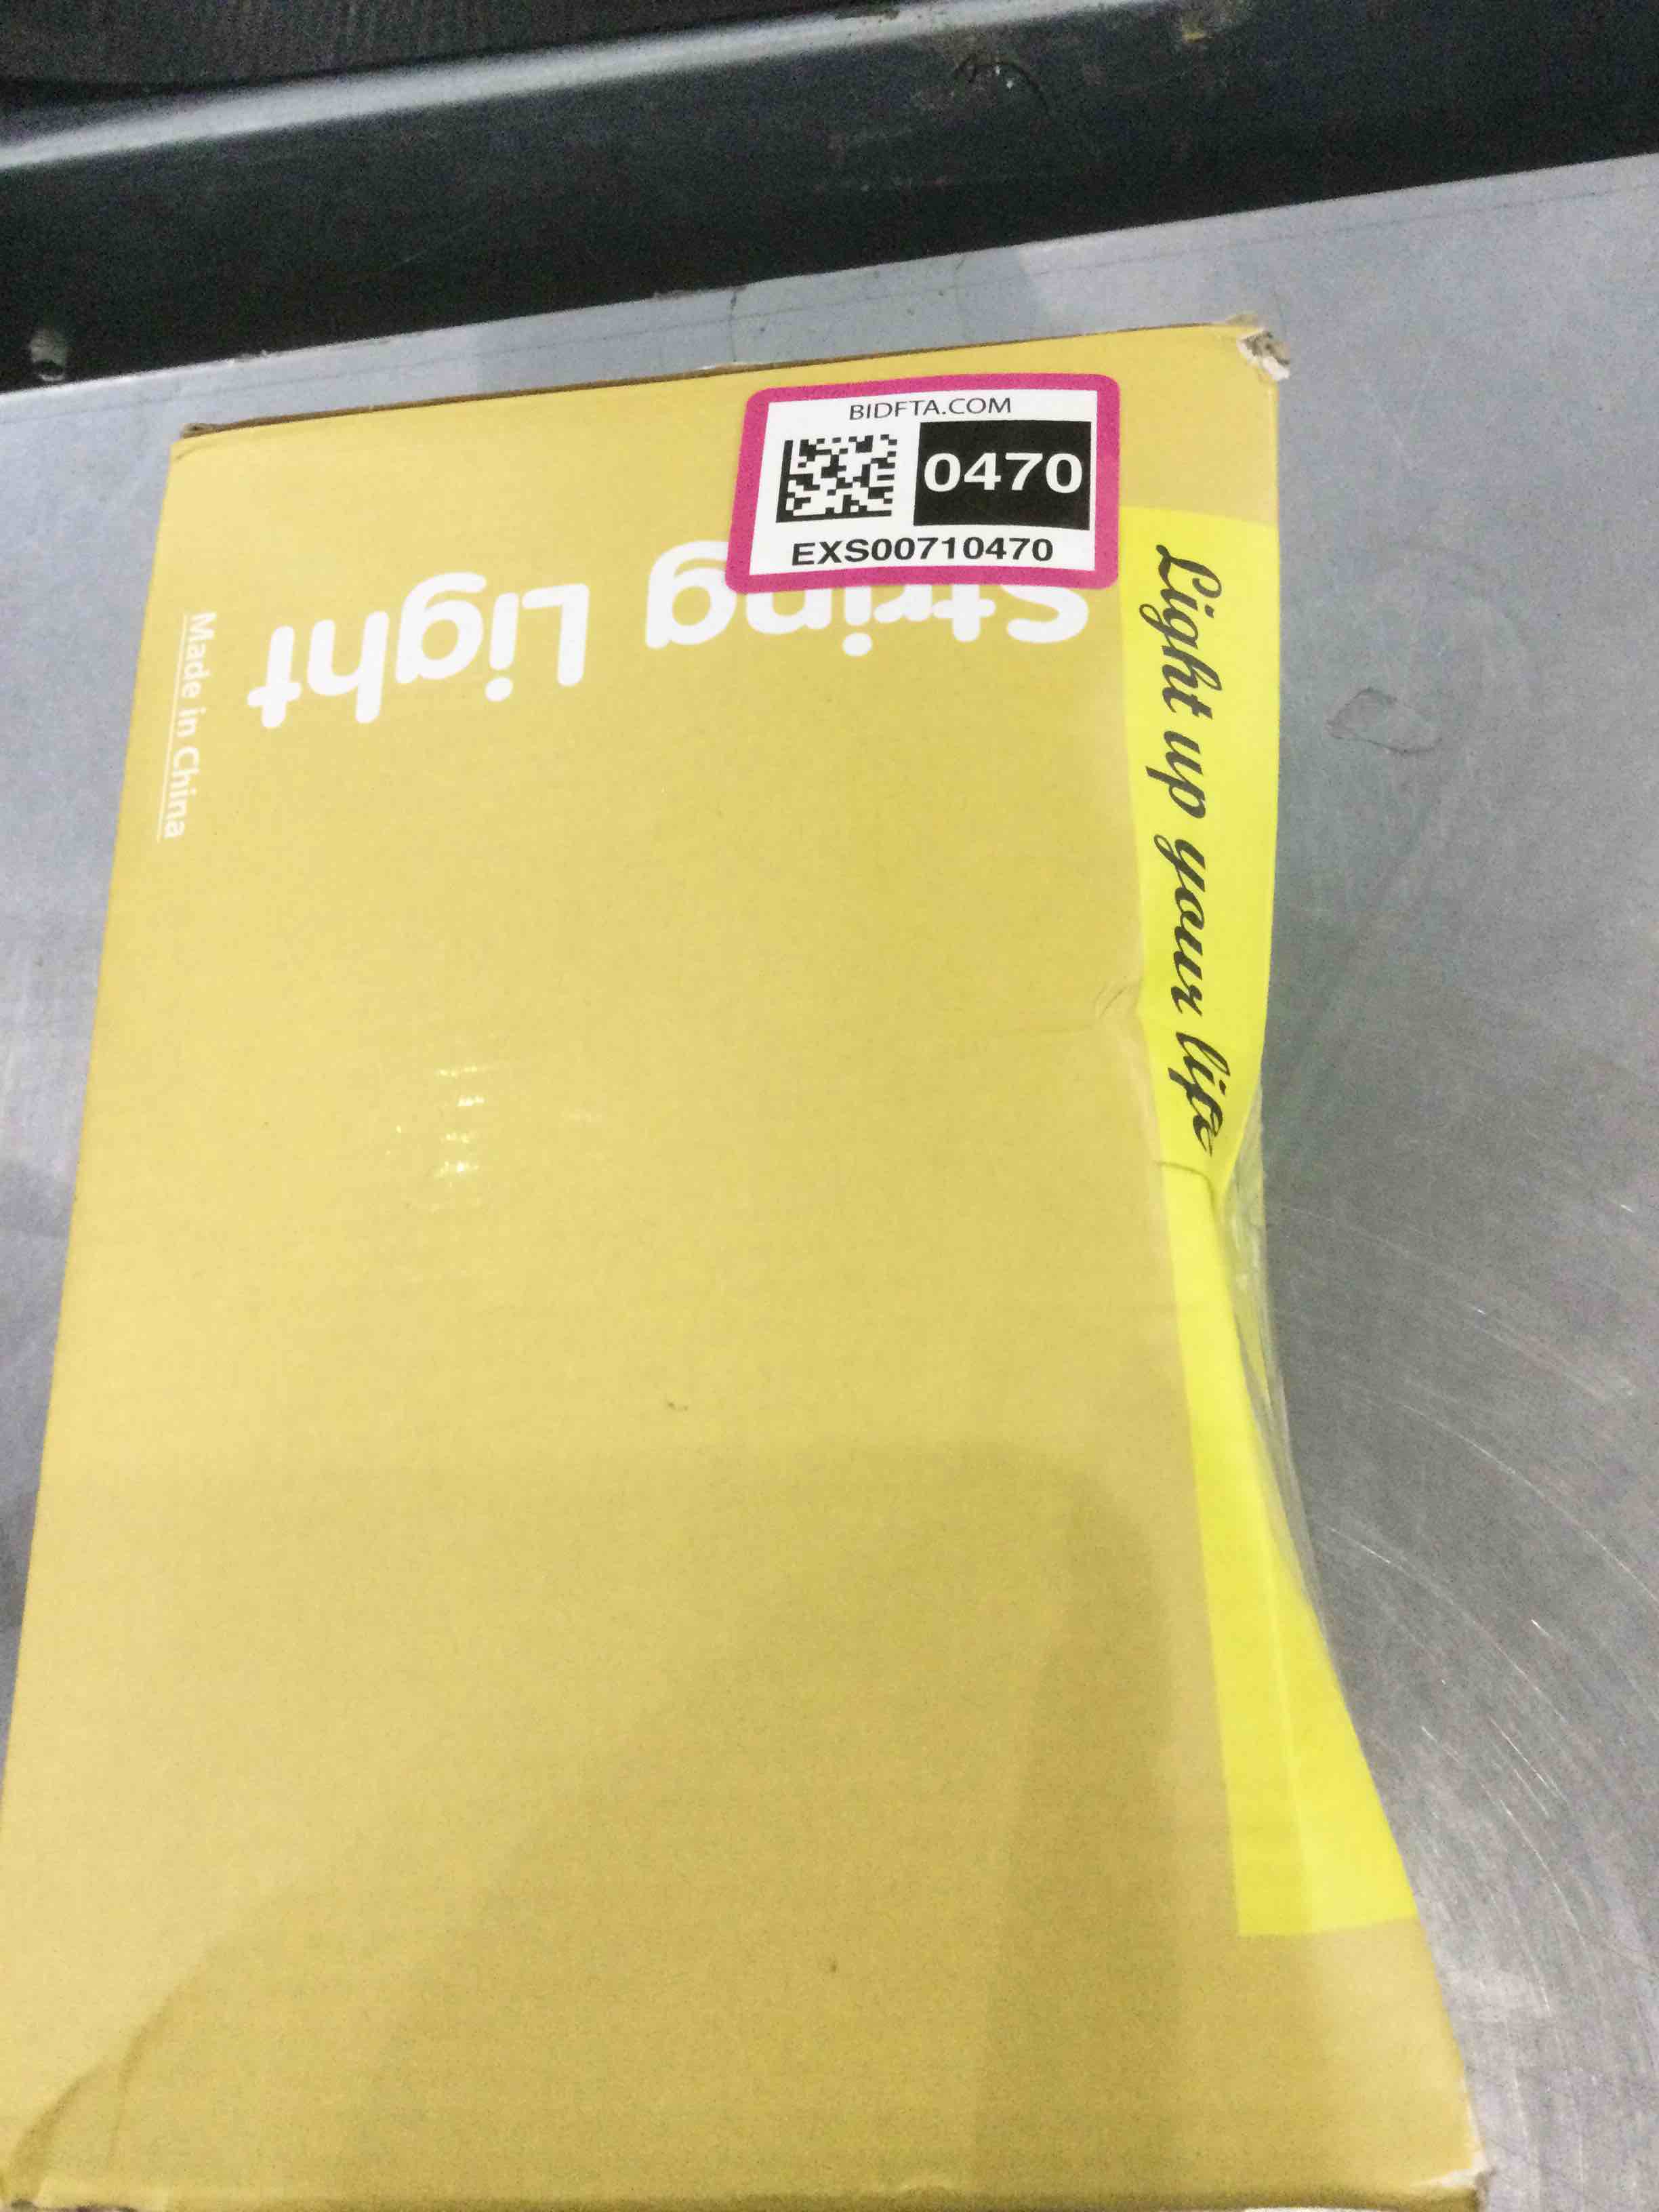 BIDFTA.COM
0470
EXS00710470
String Light
Made in China
Light up your life